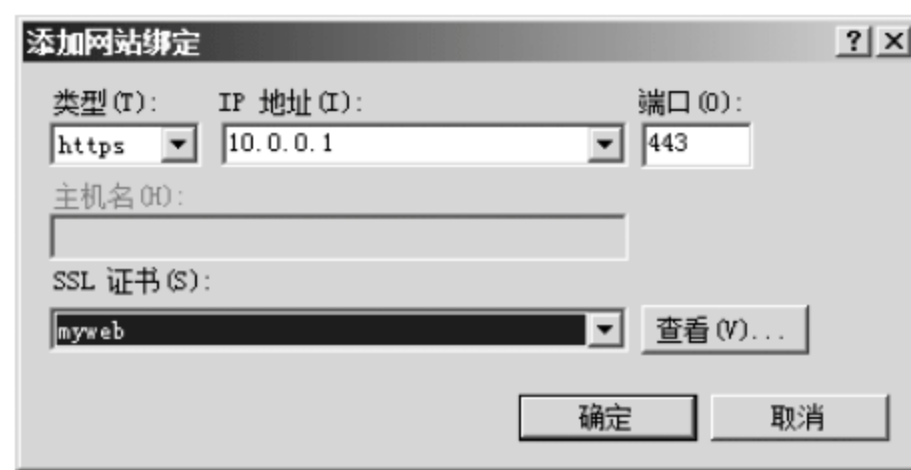 添加网站绑定
类型(T): IP 地址(I): 端口(O):
https 10.0.0.1 443
主机名(H):
SSL 证书(S):
myweb 查看(V)...
确定 取消